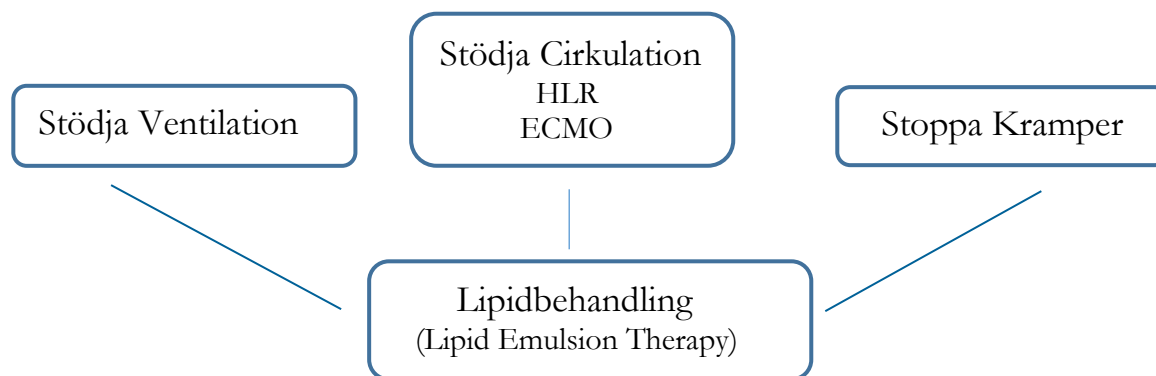 Stödja Ventilation
Stödja Cirkulation
HLR
ECMO
Stoppa Kramper
Lipidbehandling
(Lipid Emulsion Therapy)